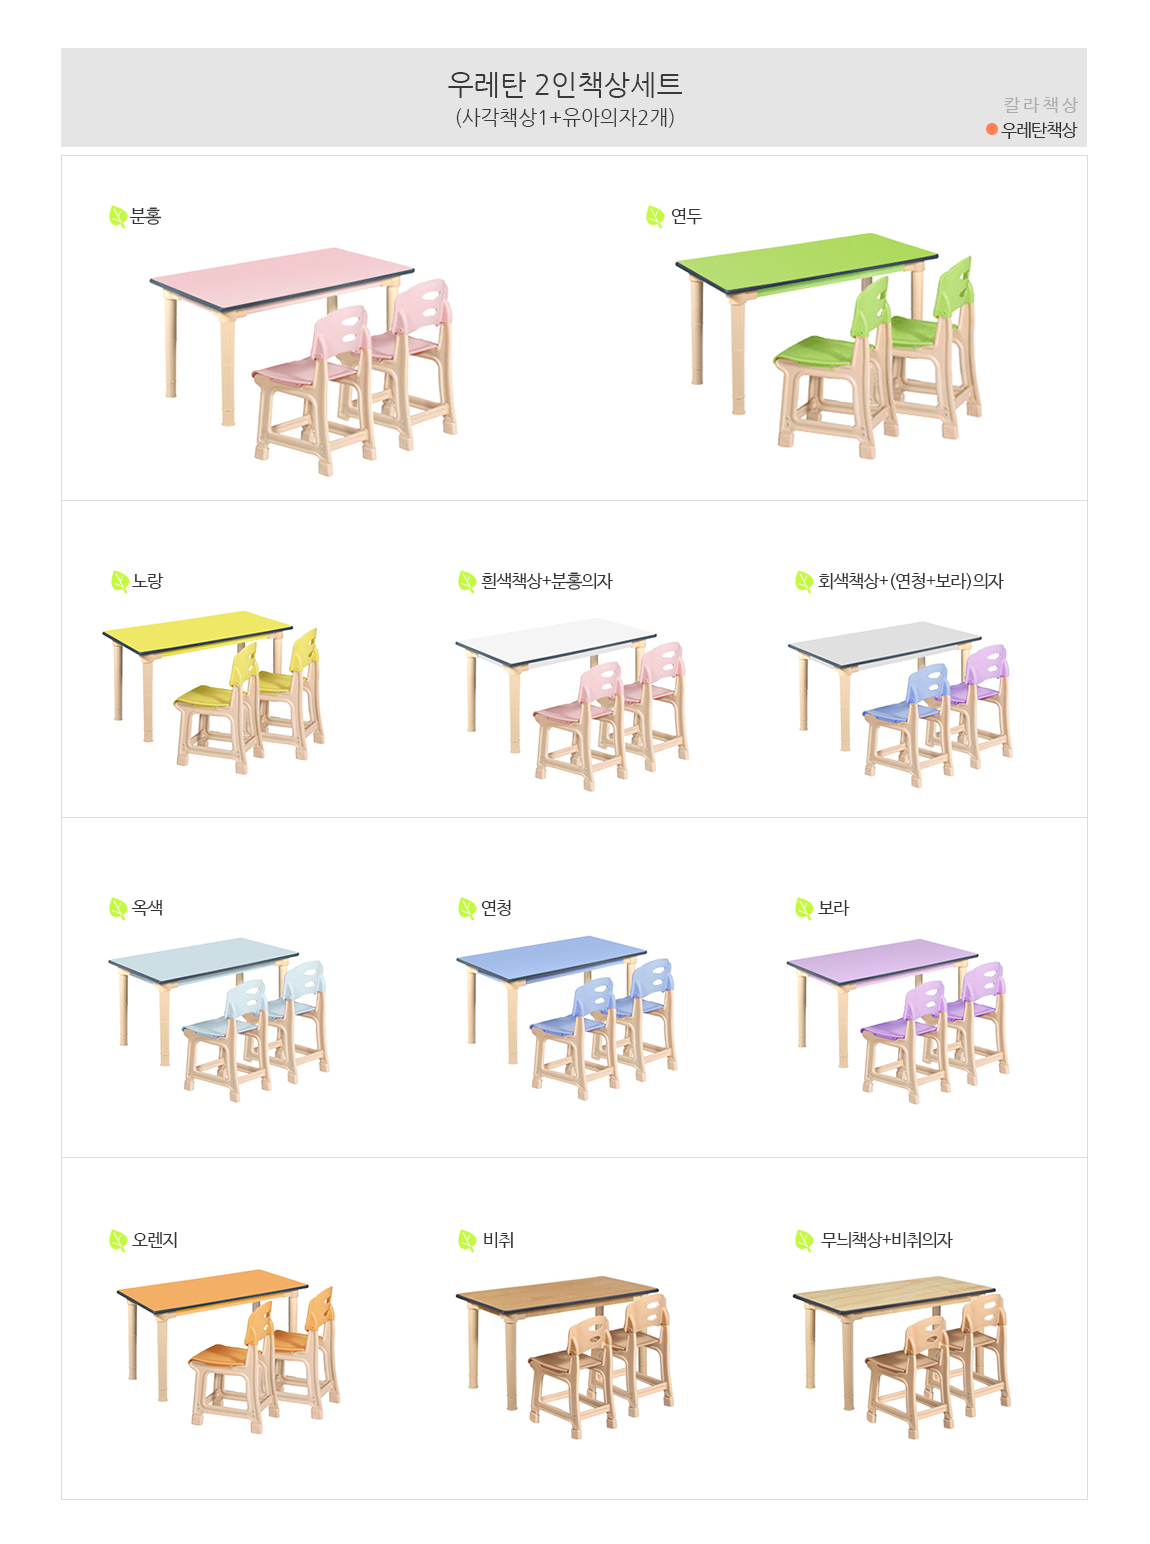 우레탄 2인책상세트
(사각책상1+유아의자2개)
칼라책상
우레탄책상
분홍
연두
노랑
흰색책상+분홍의자
회색책상+(연청+보라)의자
옥색
연청
보라
오렌지
비취
무늬책상+비취의자